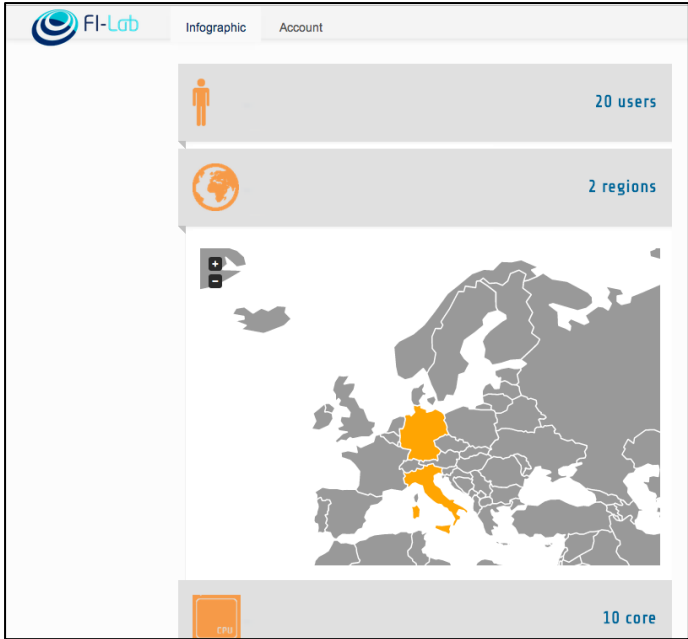 FI-Lab
Infographic
Account
20 users
2 regions
+
-
CPU
10 core